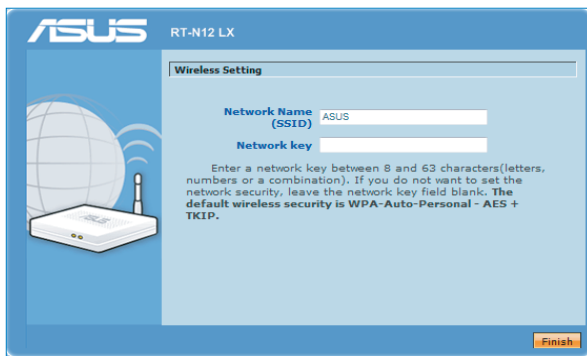 ASUS RT-N12 LX
Wireless Setting
Network Name (SSID) ASUS
Network key
Enter a network key between 8 and 63 characters(letters,
numbers or a combination). If you do not want to set the
network security, leave the network key field blank. The
default wireless security is WPA-Auto-Personal - AES +
TKIP.
ASUS
Finish